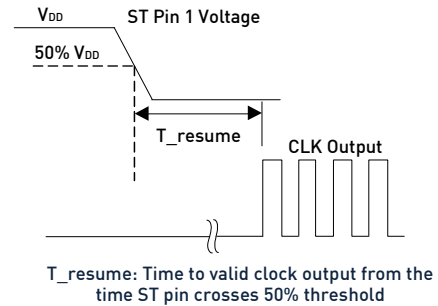 VDD
ST Pin 1 Voltage
50% VDD
T_resume
CLK Output
T_resume: Time to valid clock output from the
time ST pin crosses 50% threshold